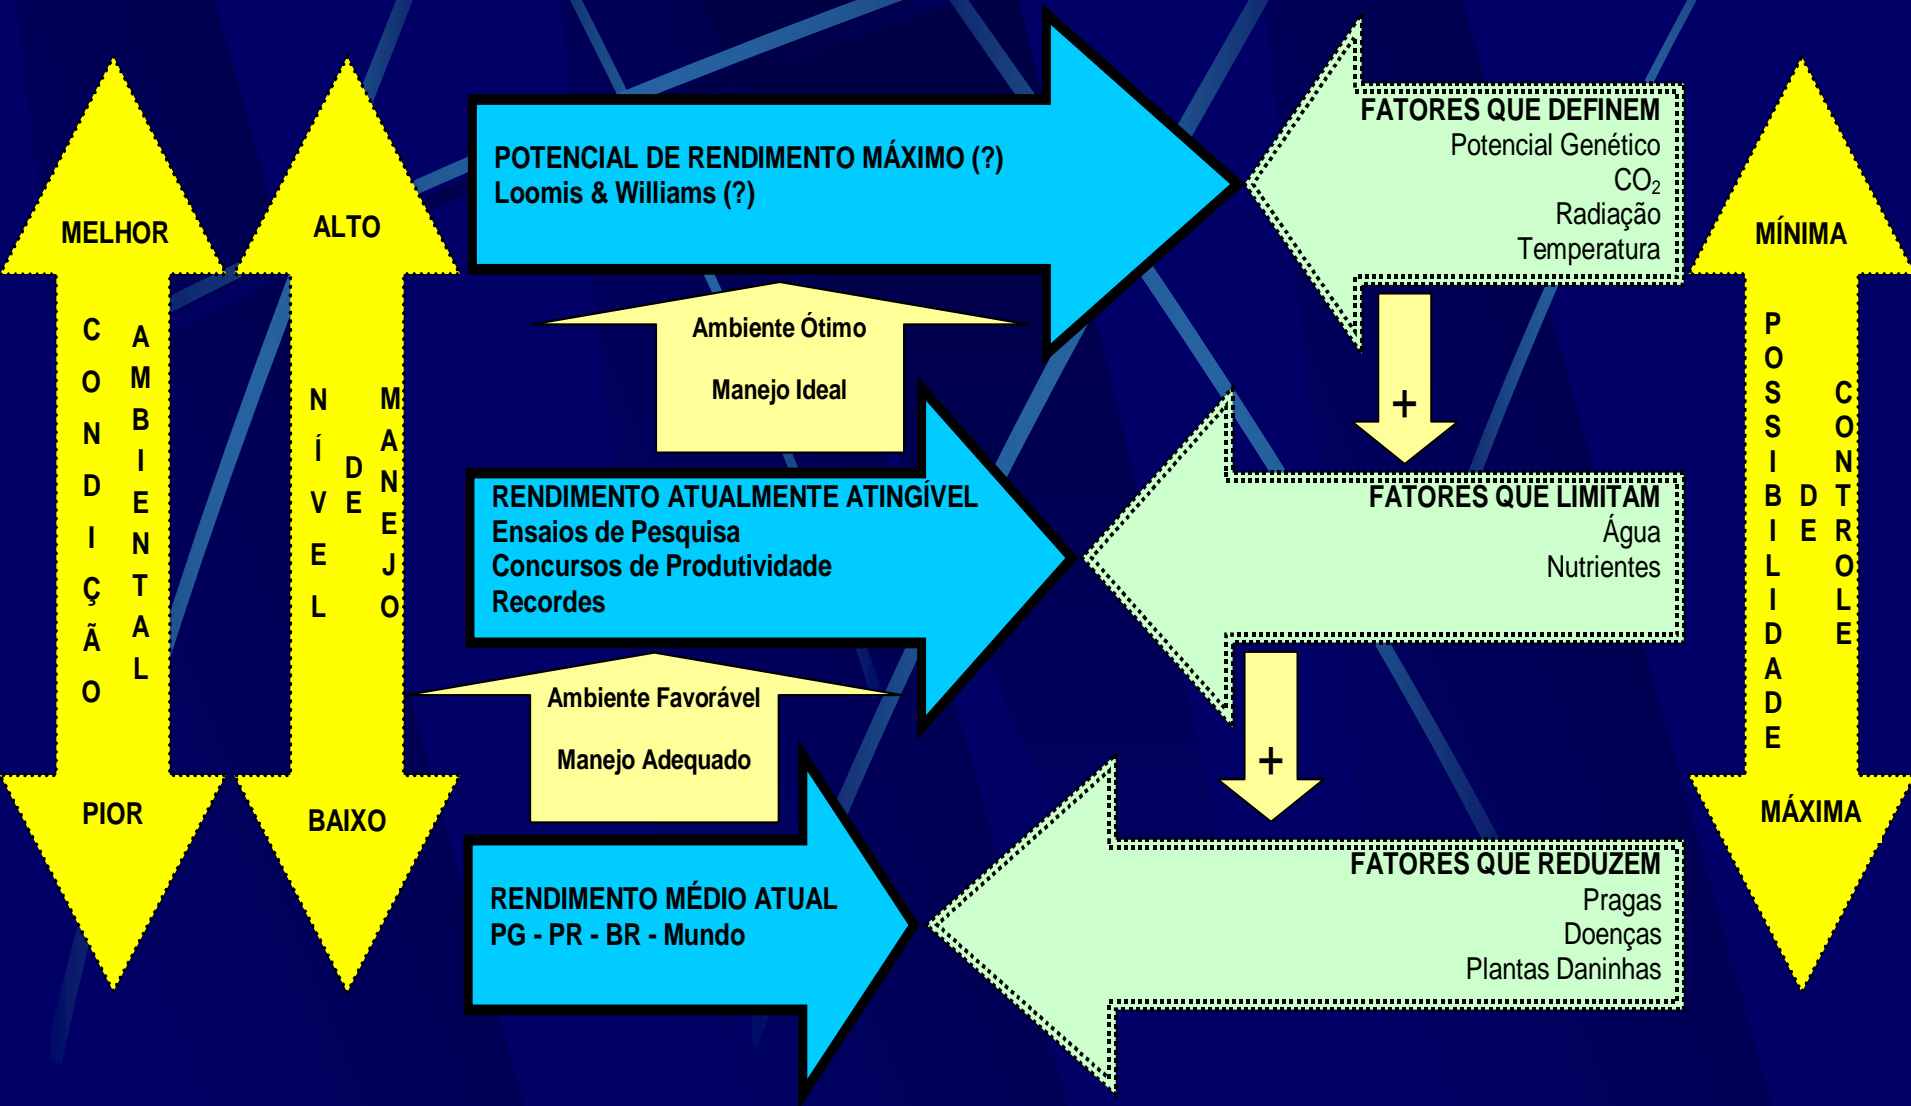 MELHOR
CONDIÇÃO
AMBIENTAL
PIOR
ALTO
NÍVEL
DE
MANEJO
BAIXO
POTENCIAL DE RENDIMENTO MÁXIMO (?)
Loomis & Williams (?)
FATORES QUE DEFINEM
Potencial Genético
CO₂
Radiação
Temperatura
Ambiente Ótimo
Manejo Ideal
+
RENDIMENTO ATUALMENTE ATINGÍVEL
Ensaios de Pesquisa
Concursos de Produtividade
Recordes
FATORES QUE LIMITAM
Água
Nutrientes
Ambiente Favorável
Manejo Adequado
+
RENDIMENTO MÉDIO ATUAL
PG - PR - BR - Mundo
FATORES QUE REDUZEM
Pragas
Doenças
Plantas Daninhas
MÍNIMA
POSSIBILIDADE
DE
CONTROLE
MÁXIMA